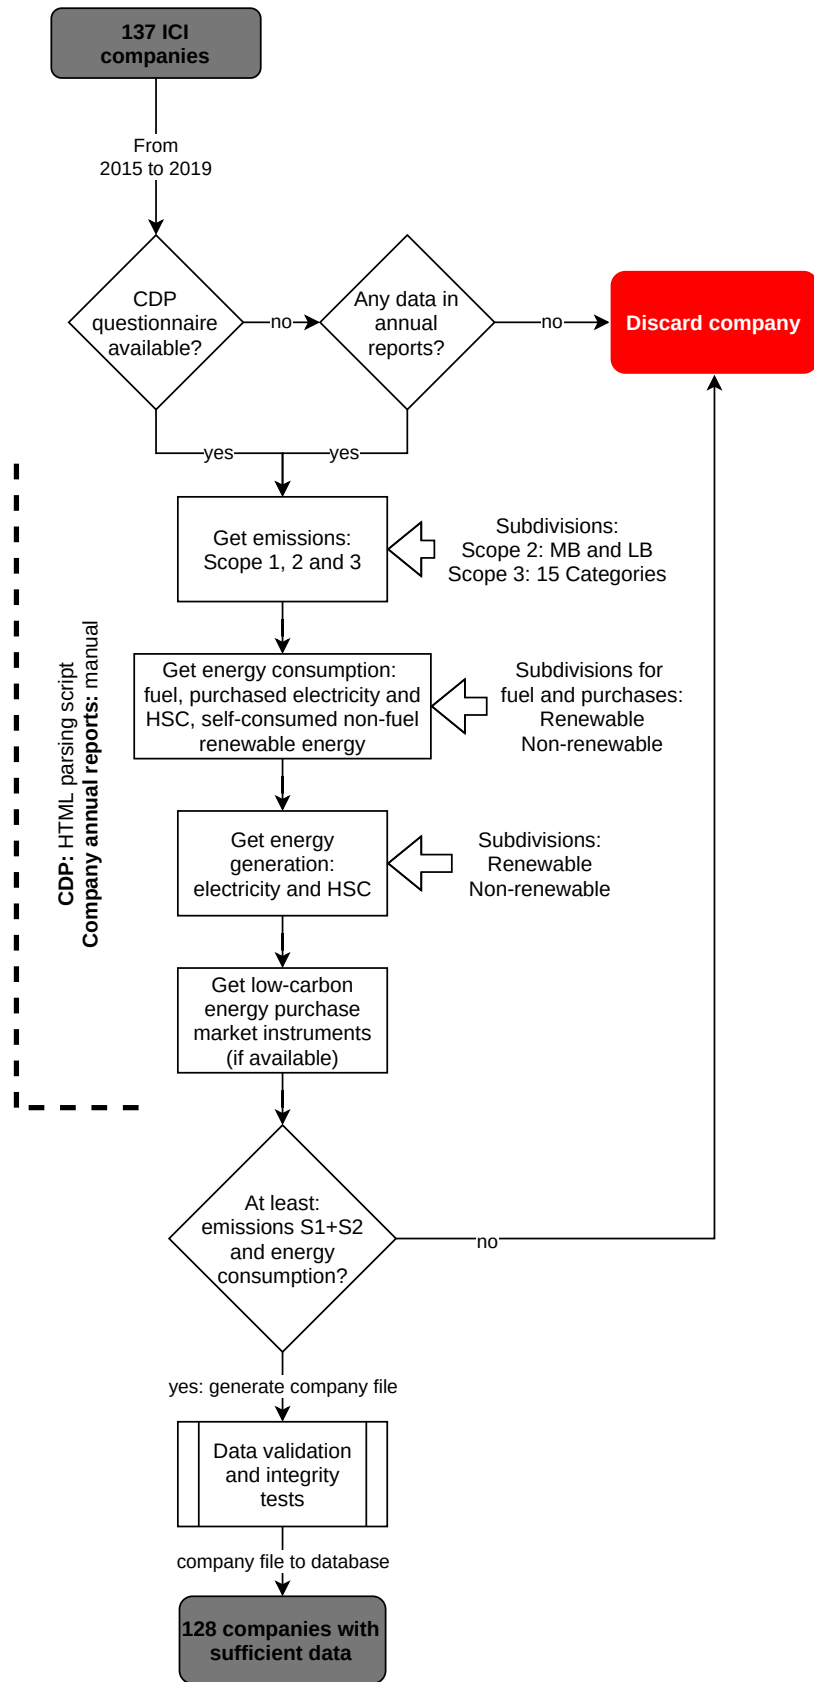 137 ICI
companies
From
2015 to 2019
CDP
questionnaire
available?
no
Any data in
annual
reports?
no
Discard company
yes
yes
Get emissions:
Scope 1, 2 and 3
Subdivisions:
Scope 2: MB and LB
Scope 3: 15 Categories
CDP: HTML parsing script
Company annual reports: manual
Get energy consumption:
fuel, purchased electricity and
HSC, self-consumed non-fuel
renewable energy
Subdivisions for
fuel and purchases:
Renewable
Non-renewable
Get energy
generation:
electricity and HSC
Subdivisions:
Renewable
Non-renewable
Get low-carbon
energy purchase
market instruments
(if available)
At least:
emissions S1+S2
and energy
consumption?
no
yes: generate company file
Data validation
and integrity
tests
company file to database
128 companies with
sufficient data